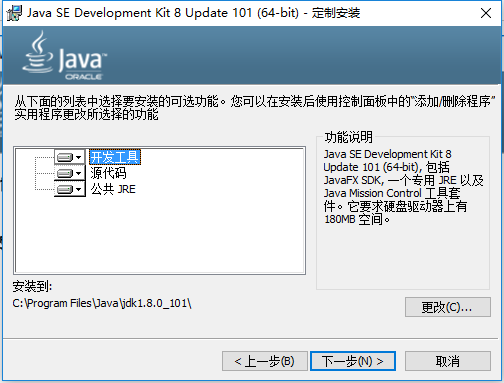 Java SE Development Kit 8 Update 101 (64-bit) - 定制安装
Java
ORACLE
从下面的列表中选择要安装的可选功能。您可以在安装后使用控制面板中的“添加/删除程序”
实用程序更改所选择的功能
开发工具
源代码
公共 JRE
功能说明
Java SE Development Kit 8
Update 101 (64-bit), 包括
JavaFX SDK, 一个专用 JRE 以及
Java Mission Control 工具套
件。它要求硬盘驱动器上有
180MB 空间。
安装到:
C:\Program Files\Java\jdk1.8.0_101\
更改(C)...
< 上一步(B)
下一步(N) >
取消